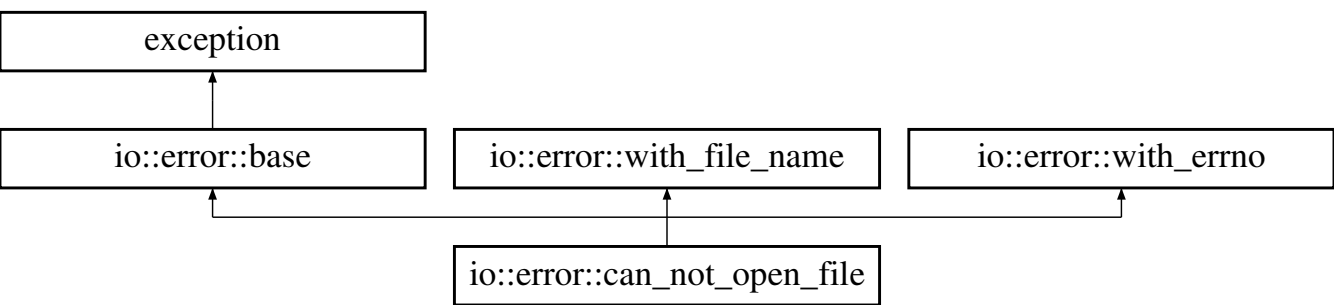 exception
io::error::base
io::error::with_file_name
io::error::with_errno
io::error::can_not_open_file